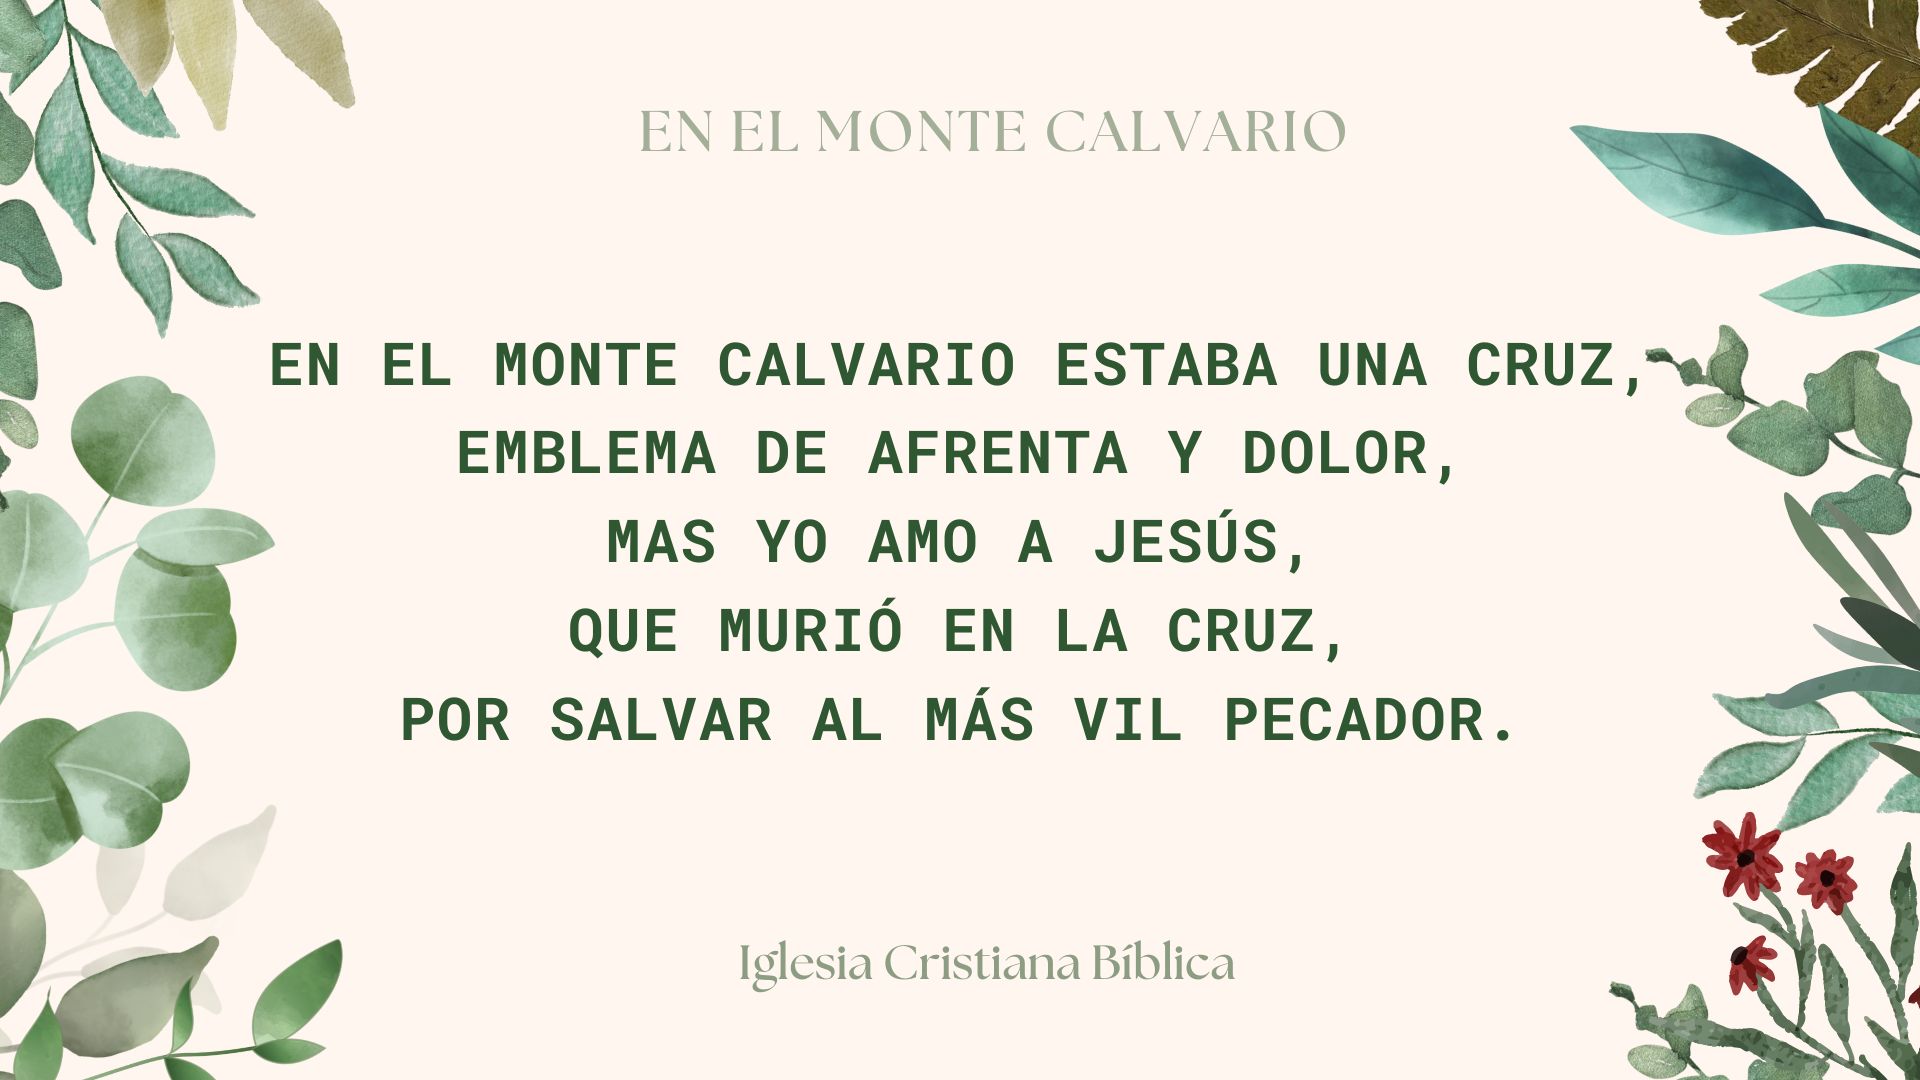 EN EL MONTE CALVARIO
EN EL MONTE CALVARIO ESTABA UNA CRUZ,
EMBLEMA DE AFRENTA Y DOLOR,
MAS YO AMO A JESÚS,
QUE MURIÓ EN LA CRUZ,
POR SALVAR AL MÁS VIL PECADOR.
Iglesia Cristiana Bíblica